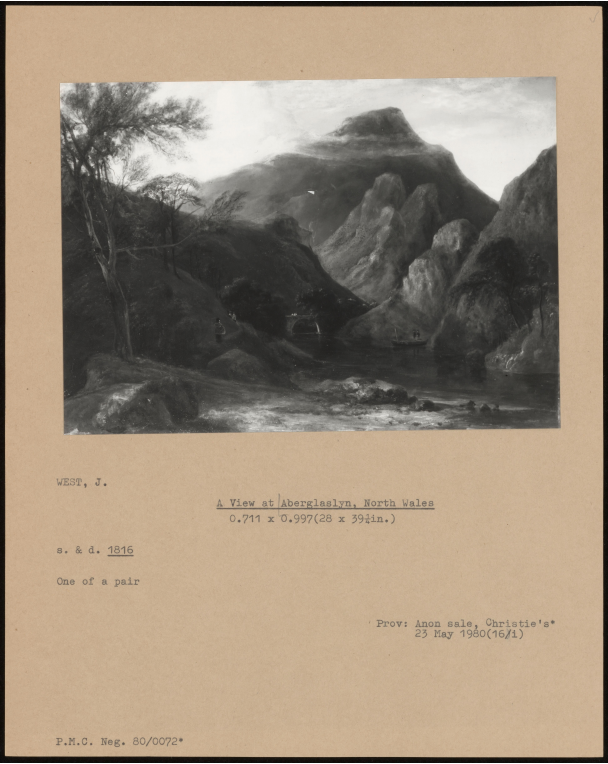 WEST, J.
A View at Aberglaslyn, North Wales
0.711 x 0.997(28 x 39¼in.)
s. & d. 1816
One of a pair
Prov: Anon sale, Christie's*
23 May 1980(16/i)
P.M.C. Neg. 80/0072*